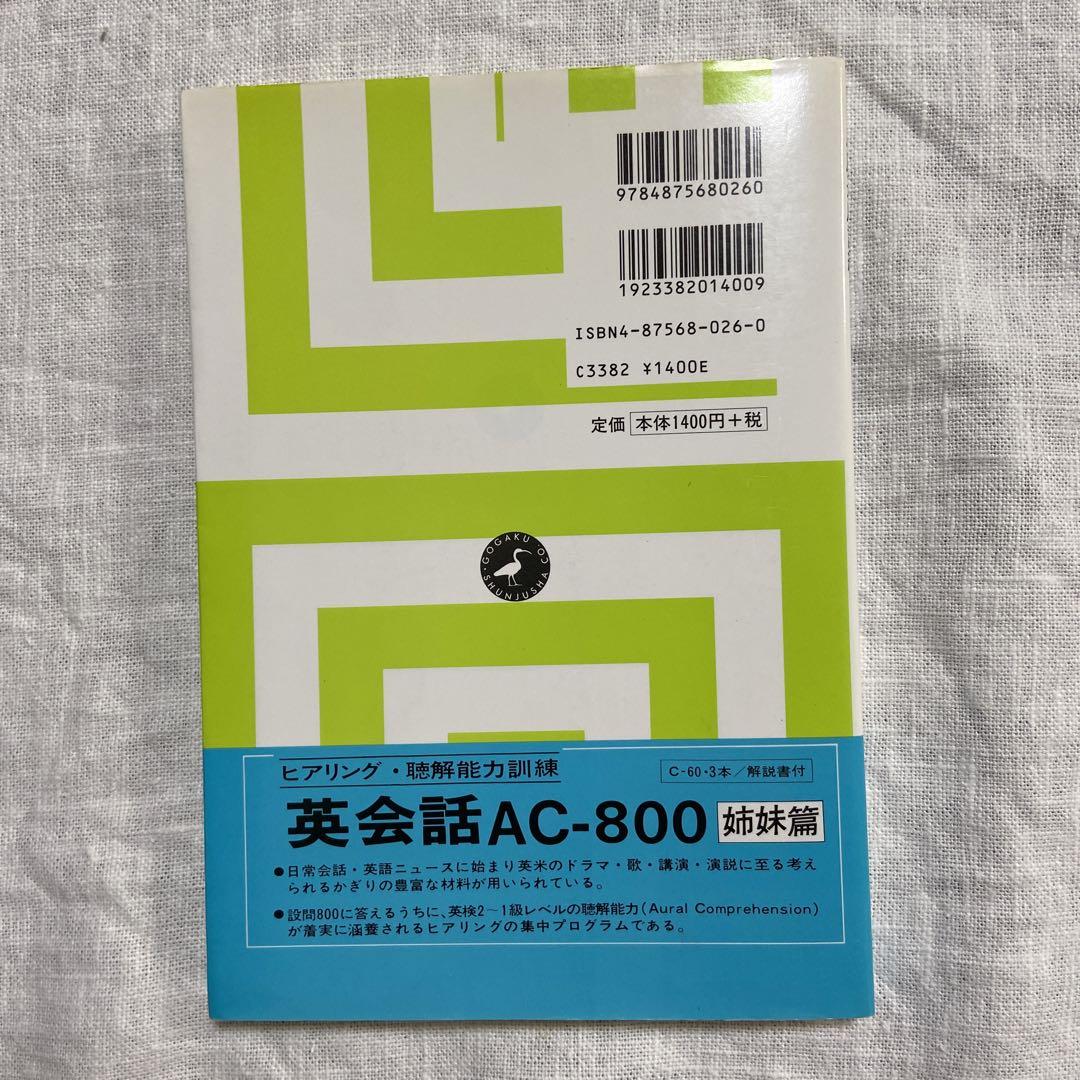 9784875680260
1923382014009
ISBN4-87568-026-0
C3382 ¥1400E
定価 本体1400円+税
GOGAKU SHUNJUSHA CO.
ヒアリング・聴解能力訓練
C-60・3本/解説書付
英会話AC-800 姉妹篇
●日常会話・英語ニュースに始まり英米のドラマ・歌・講演・演説に至る考え
られるかぎりの豊富な材料が用いられている。
●設問800に答えるうちに、英検2〜1級レベルの聴解能力(Aural Comprehension)
が着実に涵養されるヒアリングの集中プログラムである。